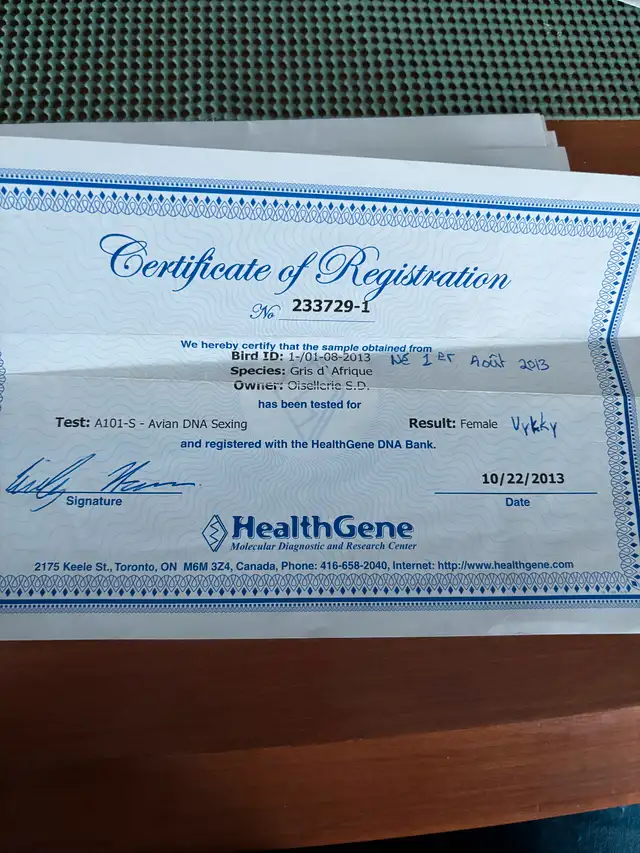 Certificate of Registration
No 233729-1
We hereby certify that the sample obtained from
Bird ID: 1-/01-08-2013 Né 1er Août 2013
Species: Gris d`Afrique
Owner: Oisellerie S.D.
has been tested for
Test: A101-S - Avian DNA Sexing Result: Female Vykky
and registered with the HealthGene DNA Bank.
10/22/2013
Signature Date
HealthGene
Molecular Diagnostic and Research Center
2175 Keele St., Toronto, ON M6M 3Z4, Canada, Phone: 416-658-2040, Internet: http://www.healthgene.com